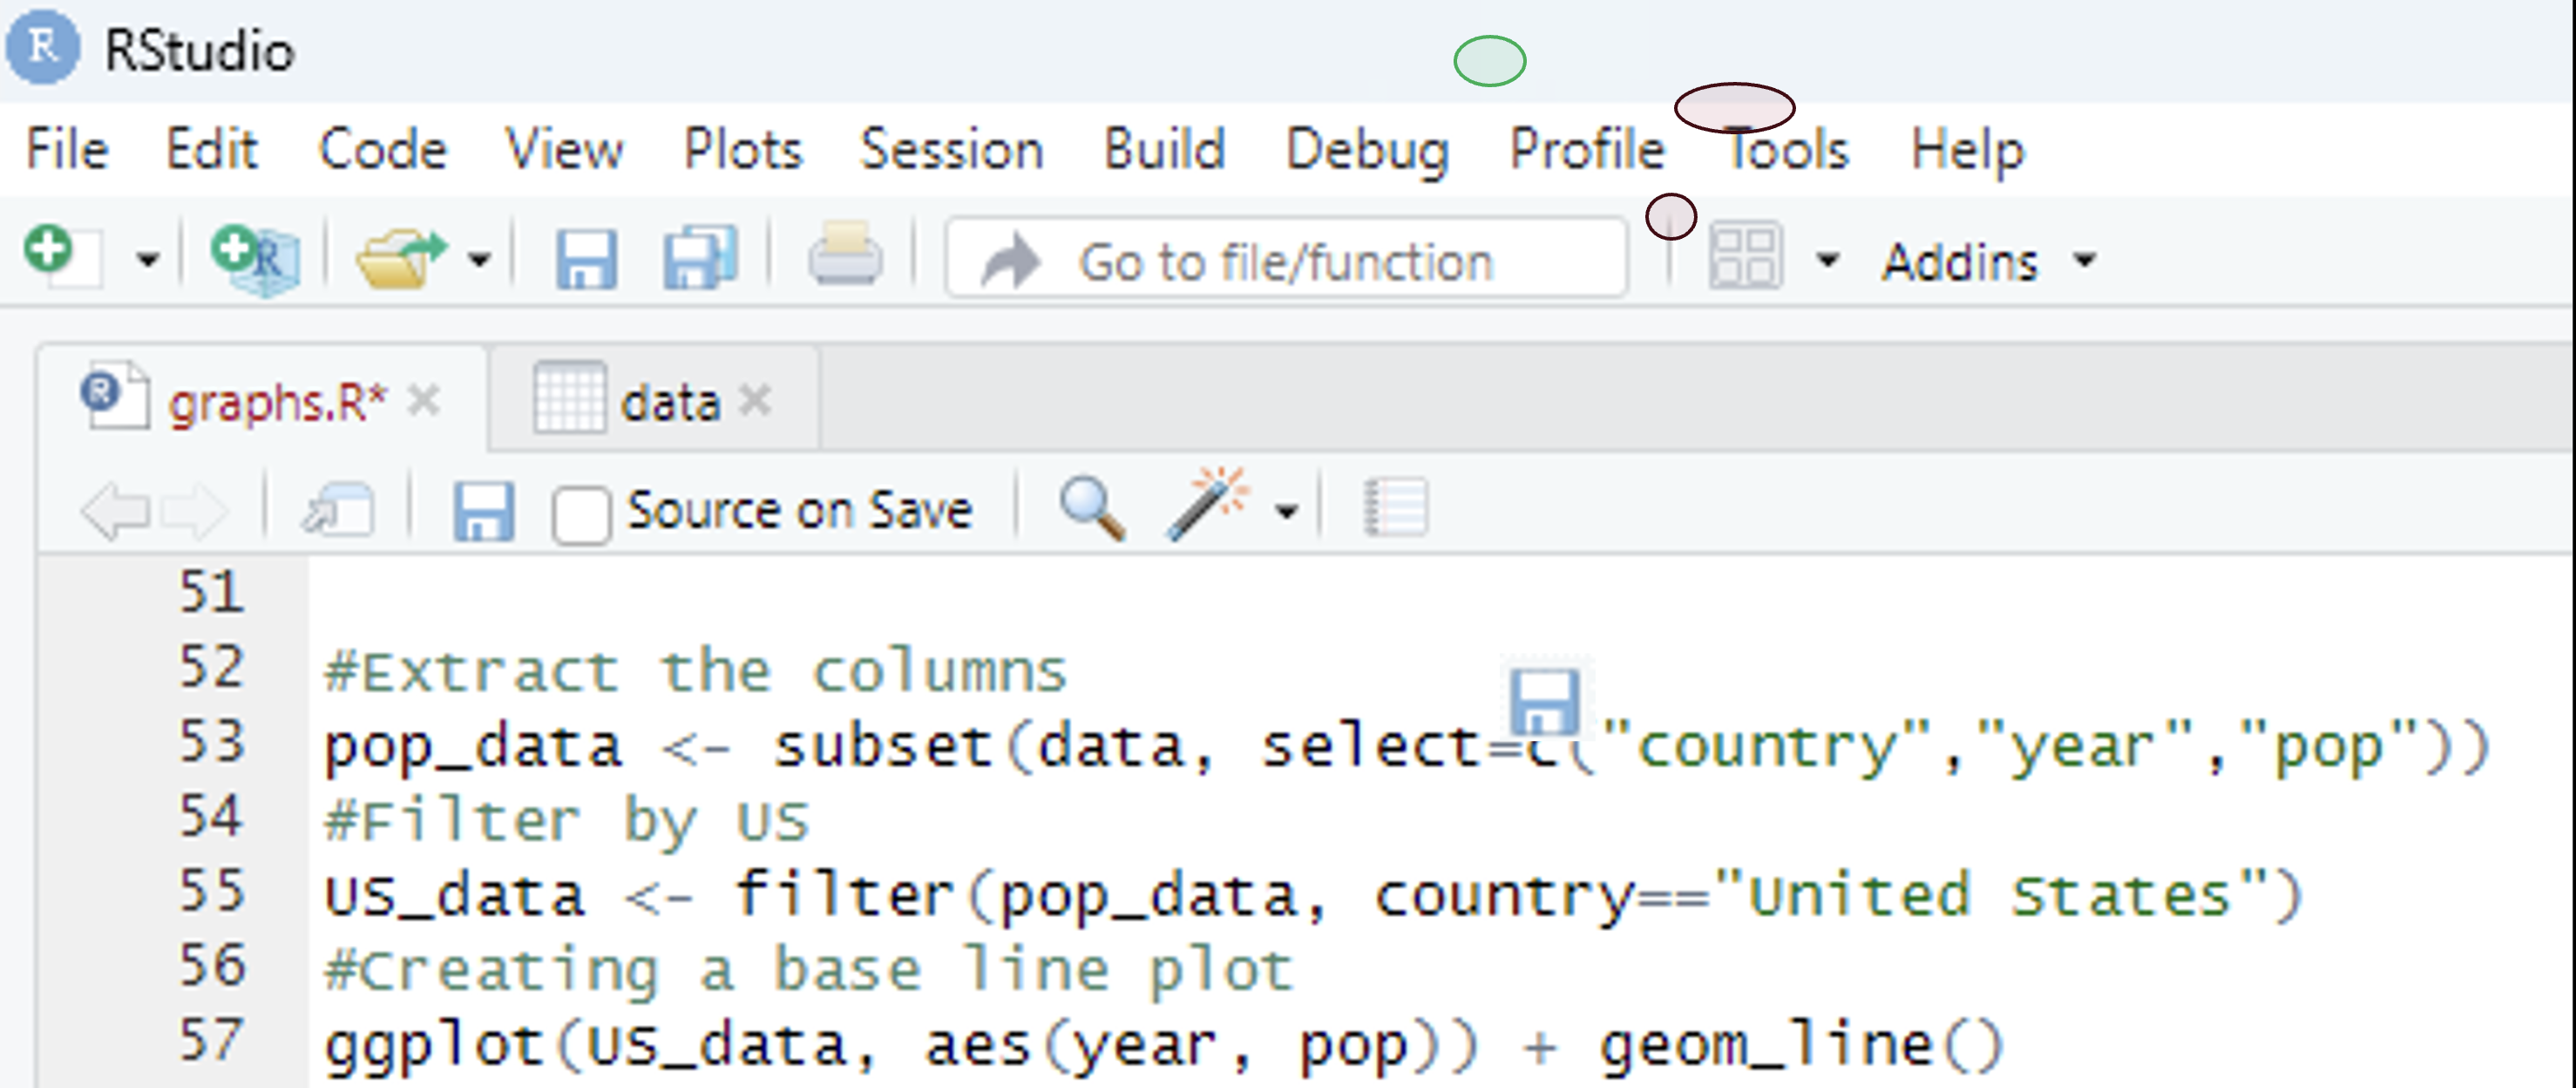 RStudio
File Edit Code View Plots Session Build Debug Profile Tools Help
Go to file/function Addins
graphs.R* data
Source on Save
51
52 #Extract the columns
53 pop_data <- subset(data, select=c("country","year","pop"))
54 #Filter by US
55 US_data <- filter(pop_data, country=="United States")
56 #Creating a base line plot
57 ggplot(US_data, aes(year, pop)) + geom_line()